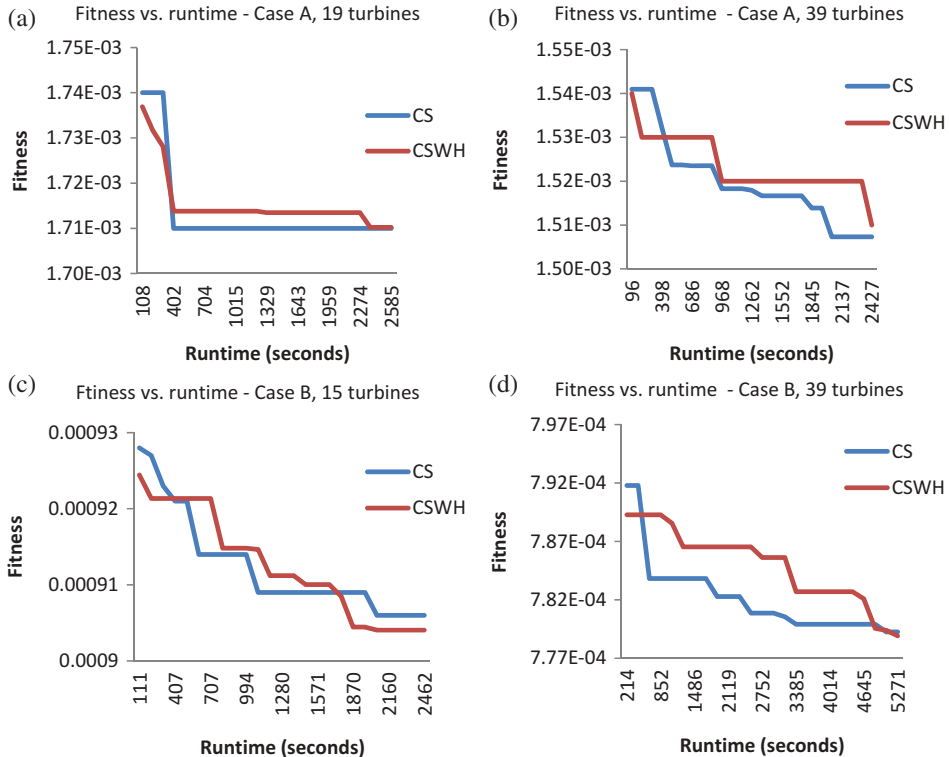 (a)
Fitness vs. runtime - Case A, 19 turbines
1.75E-03
1.74E-03
1.73E-03
1.72E-03
1.71E-03
1.70E-03
Fitness
CS
CSWH
108
402
704
1015
1329
1643
1959
2274
2585
Runtime (seconds)
(b)
Fitness vs. runtime - Case A, 39 turbines
1.55E-03
1.54E-03
1.53E-03
1.52E-03
1.51E-03
1.50E-03
Ftiness
CS
CSWH
96
398
686
968
1262
1552
1845
2137
2427
Runtime (seconds)
(c)
Ftiness vs. runtime - Case B, 15 turbines
0.00093
0.00092
0.00091
0.0009
Fitness
CS
CSWH
111
407
707
994
1280
1571
1870
2160
2462
Runtime (seconds)
(d)
Fitness vs. runtime - Case B, 39 turbines
7.97E-04
7.92E-04
7.87E-04
7.82E-04
7.77E-04
Fitness
CS
CSWH
214
852
1486
2119
2752
3385
4014
4645
5271
Runtime (seconds)